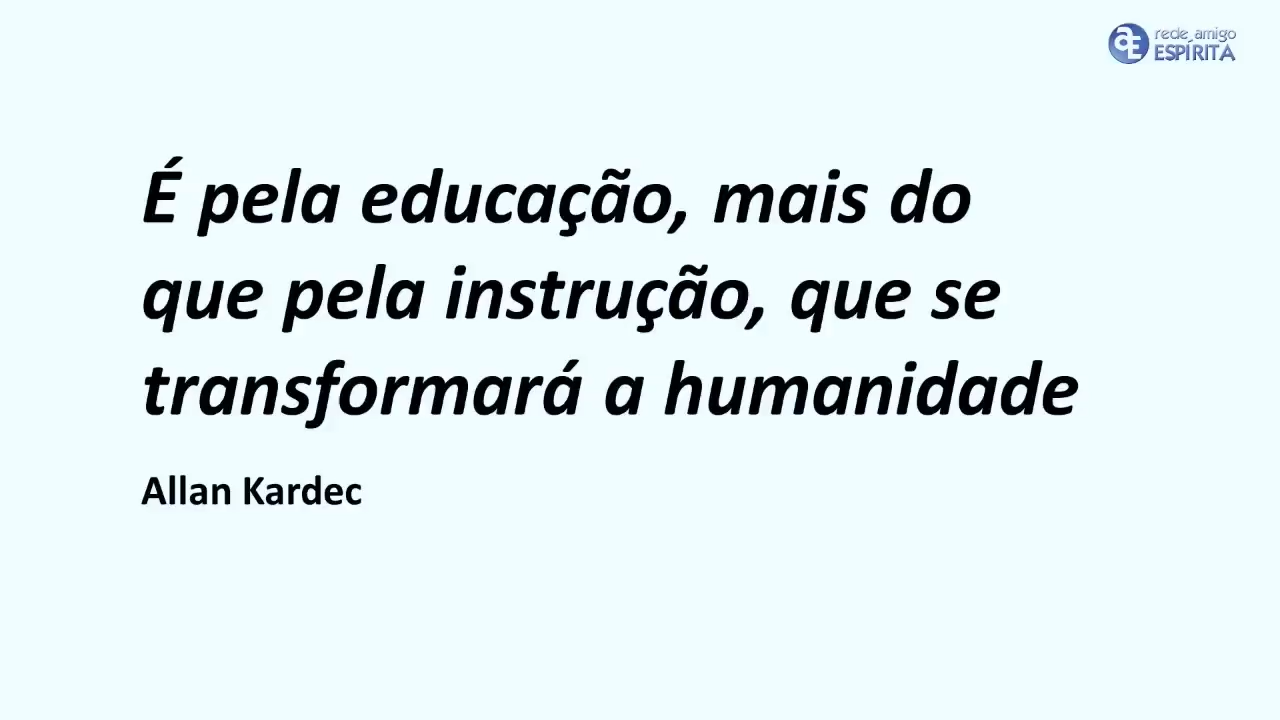 rede amigo
ESPÍRITA
É pela educação, mais do
que pela instrução, que se
transformará a humanidade
Allan Kardec